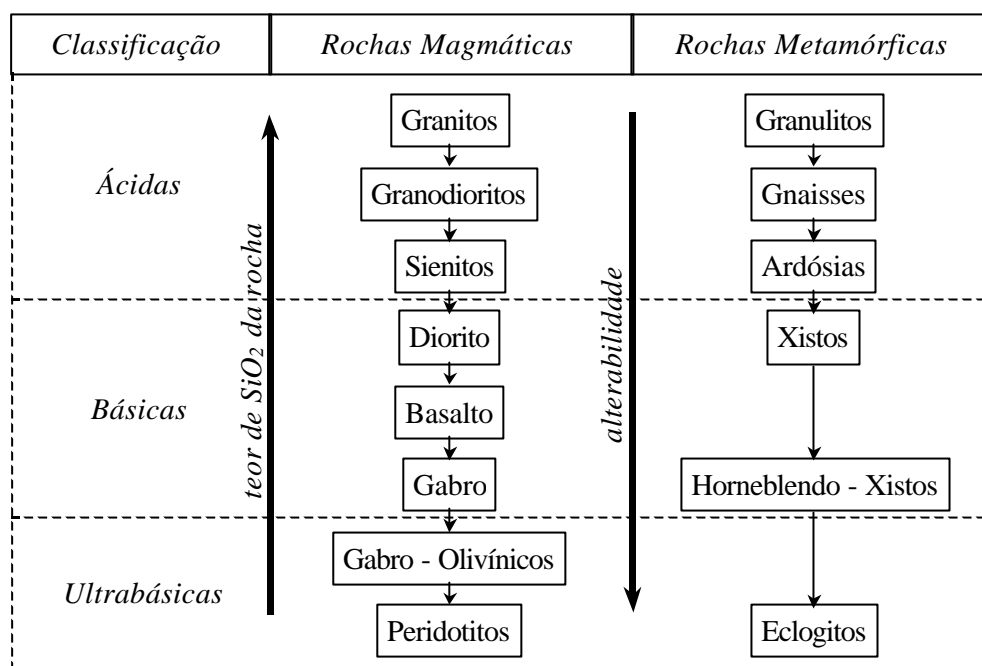 Classificação Rochas Magmáticas Rochas Metamórficas
Ácidas
Básicas
Ultrabásicas
teor de SiO₂ da rocha
Granitos
Granodioritos
Sienitos
Diorito
Basalto
Gabro
Gabro - Olivínicos
Peridotitos
alterabilidade
Granulitos
Gnaisses
Ardósias
Xistos
Horneblendo - Xistos
Eclogitos